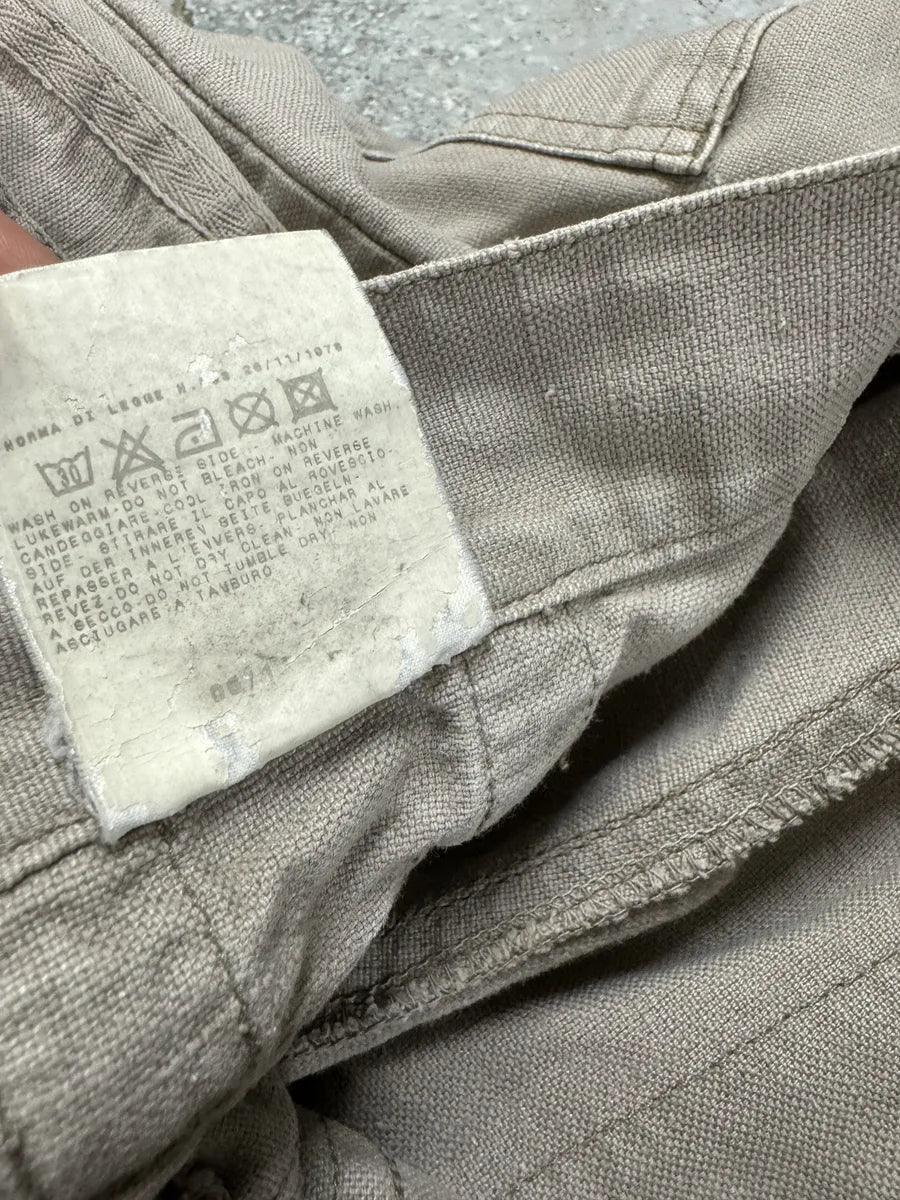 NORMA DI LEGGE N. 26/11/1978
30
WASH ON REVERSE SIDE - MACHINE WASH
LUKEWARM-DO NOT BLEACH- NON
CANDEGGIARE-COOL IRON ON REVERSE
SIDE- STIRARE IL CAPO AL ROVESCIO-
AUF DER INNEREN SEITE BUEGELN-
REPASSER A L'ENVERS- PLANCHAR AL
REVEZ-DO NOT DRY CLEAN- NON LAVARE
A SECCO-DO NOT TUMBLE DRY- NON
ASCIUGARE A TAMBURO